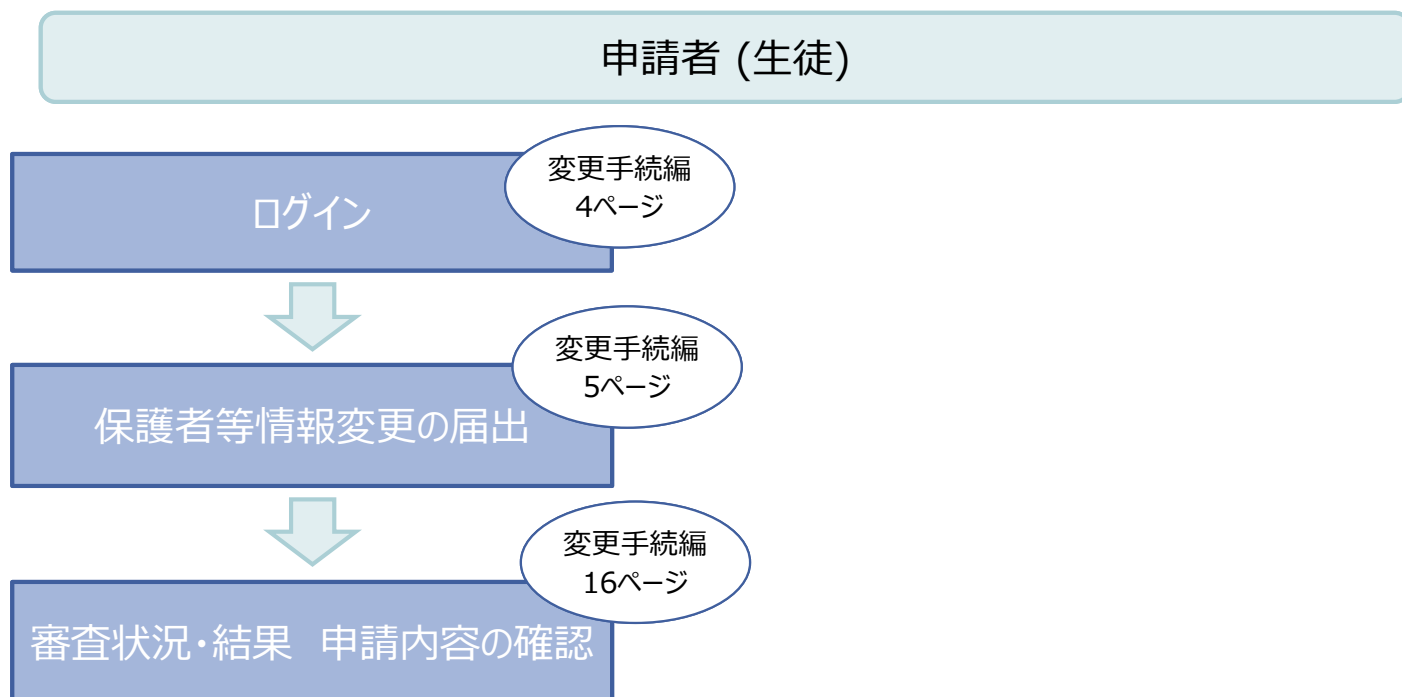 申請者 (生徒)
変更手続編
4ページ
ログイン
変更手続編
5ページ
保護者等情報変更の届出
変更手続編
16ページ
審査状況・結果　申請内容の確認